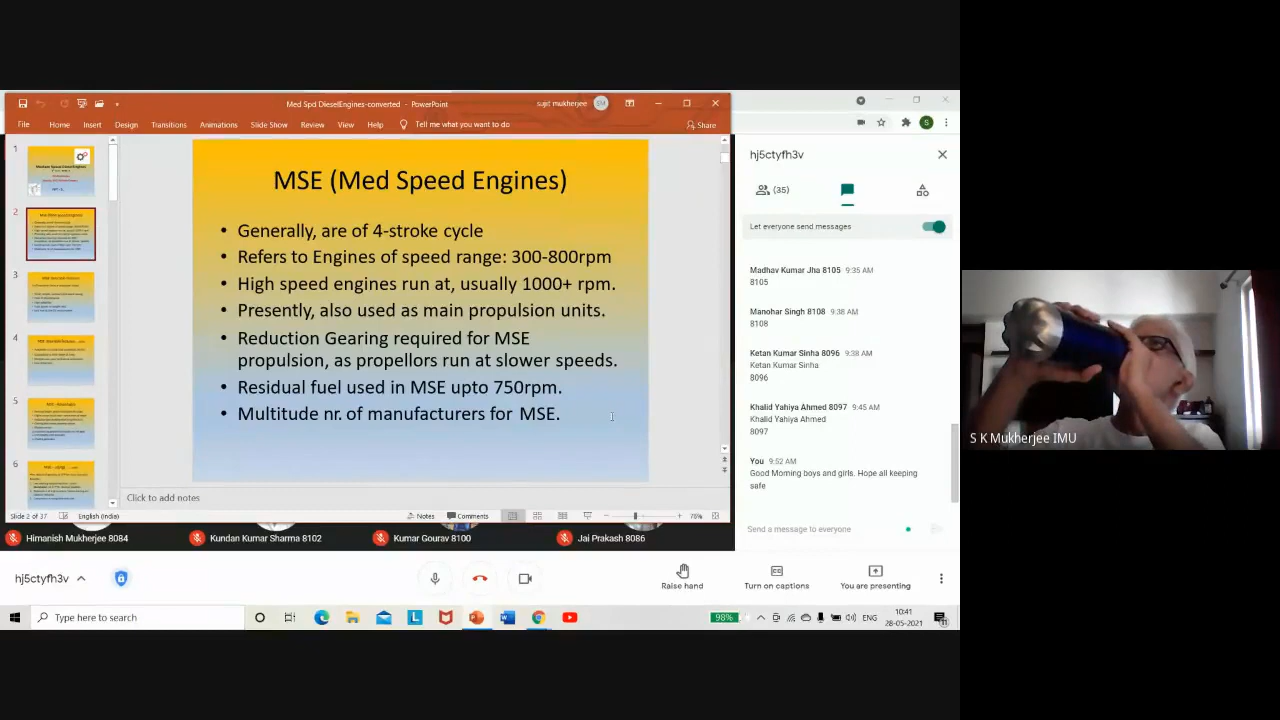 Med Spd DieselEngines-converted - PowerPoint
sujit mukherjee
SM
File Home Insert Design Transitions Animations Slide Show Review View Help Tell me what you want to do
Share
1
2
3
4
5
6
MSE (Med Speed Engines)
• Generally, are of 4-stroke cycle
• Refers to Engines of speed range: 300-800rpm
• High speed engines run at, usually 1000+ rpm.
• Presently, also used as main propulsion units.
• Reduction Gearing required for MSE
propulsion, as propellors run at slower speeds.
• Residual fuel used in MSE upto 750rpm.
• Multitude nr. of manufacturers for MSE.
Click to add notes
Slide 2 of 37 English (India) Notes Comments 76%
Himanish Mukherjee 8084
Kundan Kumar Sharma 8102
Kumar Gourav 8100
Jai Prakash 8086
hj5ctyfh3v
(35)
Let everyone send messages
Madhav Kumar Jha 8105 9:35 AM
8105
Manohar Singh 8108 9:38 AM
8108
Ketan Kumar Sinha 8096 9:38 AM
Ketan Kumar Sinha
8096
Khalid Yahiya Ahmed 8097 9:45 AM
Khalid Yahiya Ahmed
8097
You 9:52 AM
Good Morning boys and girls. Hope all keeping
safe
Send a message to everyone
S K Mukherjee IMU
hj5ctyfh3v
Raise hand
Turn on captions
You are presenting
Type here to search
98%
ENG
10:41
28-05-2021